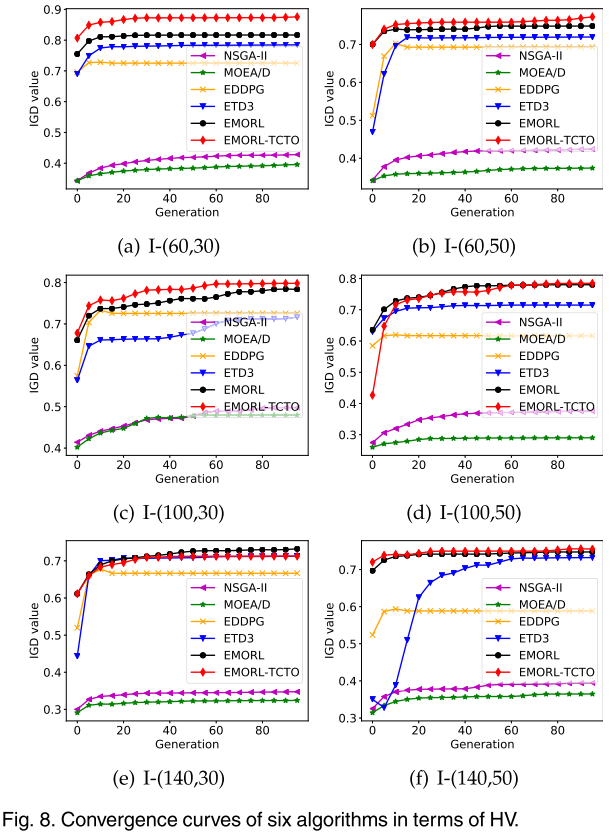 0.9
0.8
0.7
0.6
0.5
0.4
IGD value
0 20 40 60 80
Generation
NSGA-II
MOEA/D
EDDPG
ETD3
EMORL
EMORL-TCTO
(a) I-(60,30)
0.7
0.6
0.5
0.4
IGD value
0 20 40 60 80
Generation
NSGA-II
MOEA/D
EDDPG
ETD3
EMORL
EMORL-TCTO
(b) I-(60,50)
0.8
0.7
0.6
0.5
0.4
IGD value
0 20 40 60 80
Generation
NSGA-II
MOEA/D
EDDPG
ETD3
EMORL
EMORL-TCTO
(c) I-(100,30)
0.8
0.7
0.6
0.5
0.4
0.3
IGD value
0 20 40 60 80
Generation
NSGA-II
MOEA/D
EDDPG
ETD3
EMORL
EMORL-TCTO
(d) I-(100,50)
0.7
0.6
0.5
0.4
0.3
IGD value
0 20 40 60 80
Generation
NSGA-II
MOEA/D
EDDPG
ETD3
EMORL
EMORL-TCTO
(e) I-(140,30)
0.7
0.6
0.5
0.4
0.3
IGD value
0 20 40 60 80
Generation
NSGA-II
MOEA/D
EDDPG
ETD3
EMORL
EMORL-TCTO
(f) I-(140,50)
Fig. 8. Convergence curves of six algorithms in terms of HV.